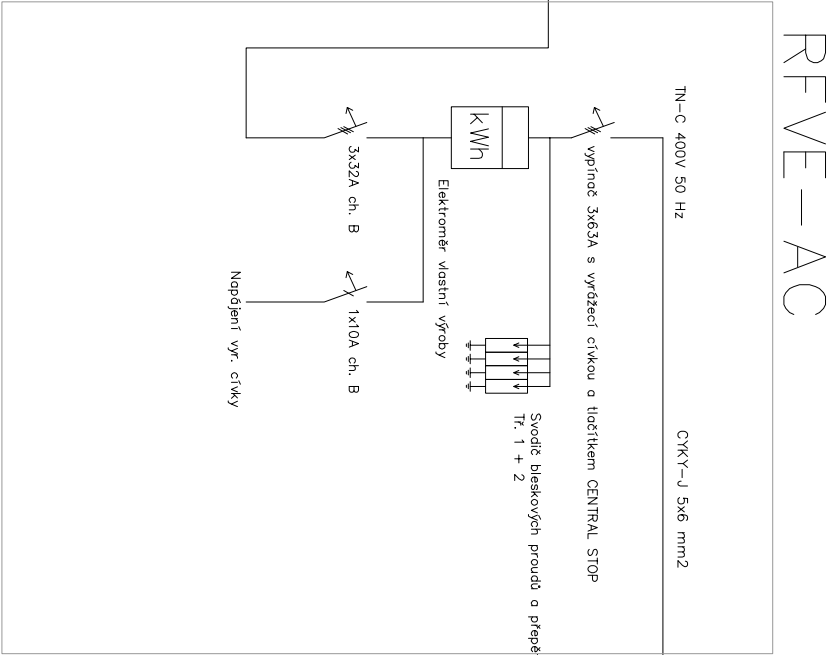 RFVE-AC
TN-C 400V 50 Hz
CYKY-J 5x6 mm2
vypínač 3x63A s vyrážecí cívkou a tlačítkem CENTRAL STOP
Svodič bleskových proudů a přepě
Tř. 1 + 2
kWh
Elektroměr vlastní výroby
3x32A ch. B
1x10A ch. B
Napájení vyr. cívky